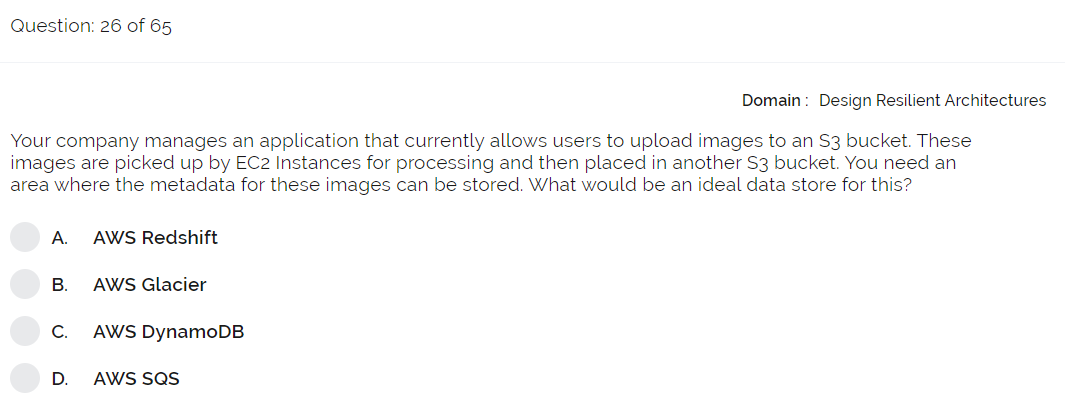 Question: 26 of 65
Domain : Design Resilient Architectures
Your company manages an application that currently allows users to upload images to an S3 bucket. These
images are picked up by EC2 Instances for processing and then placed in another S3 bucket. You need an
area where the metadata for these images can be stored. What would be an ideal data store for this?
A. AWS Redshift
B. AWS Glacier
C. AWS DynamoDB
D. AWS SQS